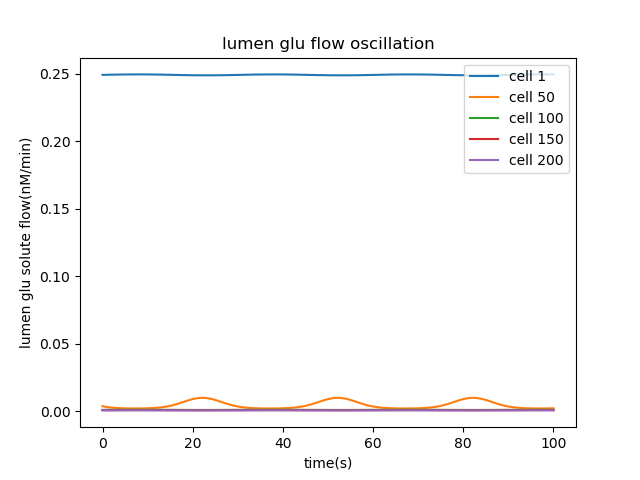 lumen glu flow oscillation
lumen glu solute flow(nM/min)
0.25
0.20
0.15
0.10
0.05
0.00
cell 1
cell 50
cell 100
cell 150
cell 200
0 20 40 60 80 100
time(s)